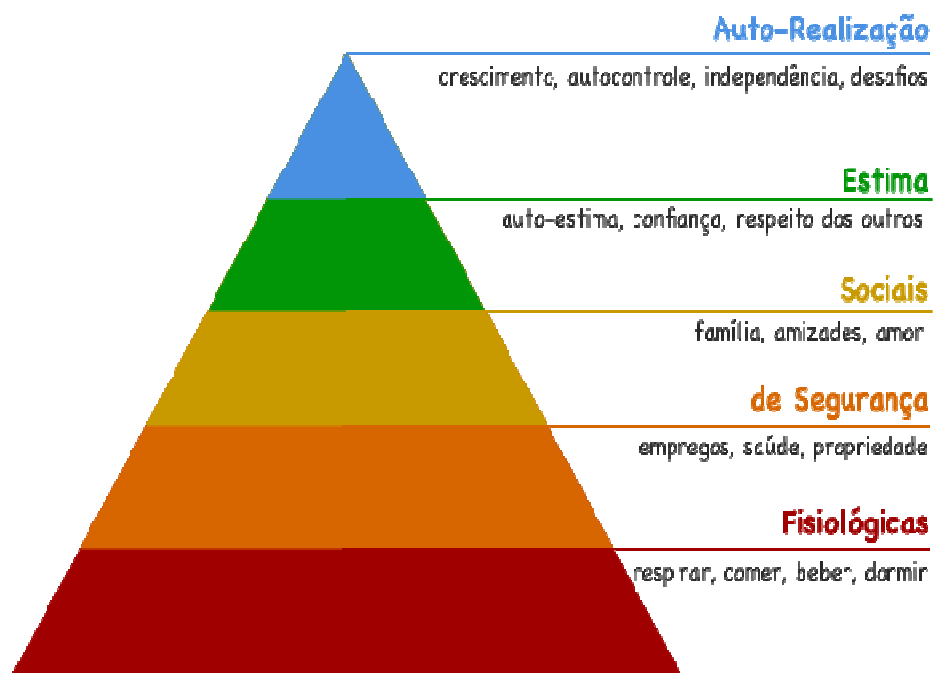 Auto-Realização
crescimento, autocontrole, independência, desafios
Estima
auto-estima, confiança, respeito dos outros
Sociais
família, amizades, amor
de Segurança
empregos, saúde, propriedade
Fisiológicas
respirar, comer, beber, dormir